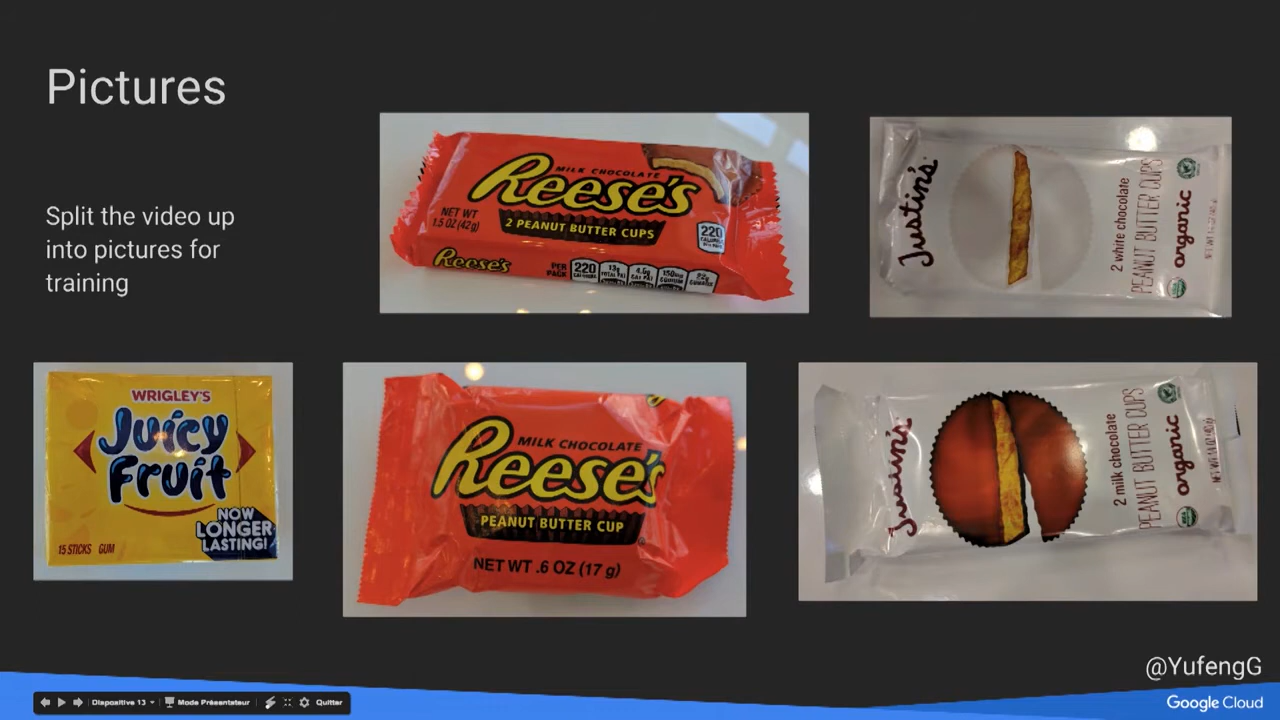 Pictures
Split the video up
into pictures for
training
MILK CHOCOLATE
Reese's
2 PEANUT BUTTER CUPS
NET WT
1.5 OZ (42g)
220
Reese's
PER
PACK
220
Justin's
2 white chocolate
PEANUT BUTTER CUPS
organic
WRIGLEY'S
Juicy
Fruit
NOW
LONGER
LASTING!
15 STICKS GUM
MILK CHOCOLATE
Reese's
PEANUT BUTTER CUP
NET WT .6 OZ (17 g)
Justin's
2 milk chocolate
PEANUT BUTTER CUPS
organic
@YufengG
Google Cloud
Diapositive 13
Mode Présentateur
Quitter